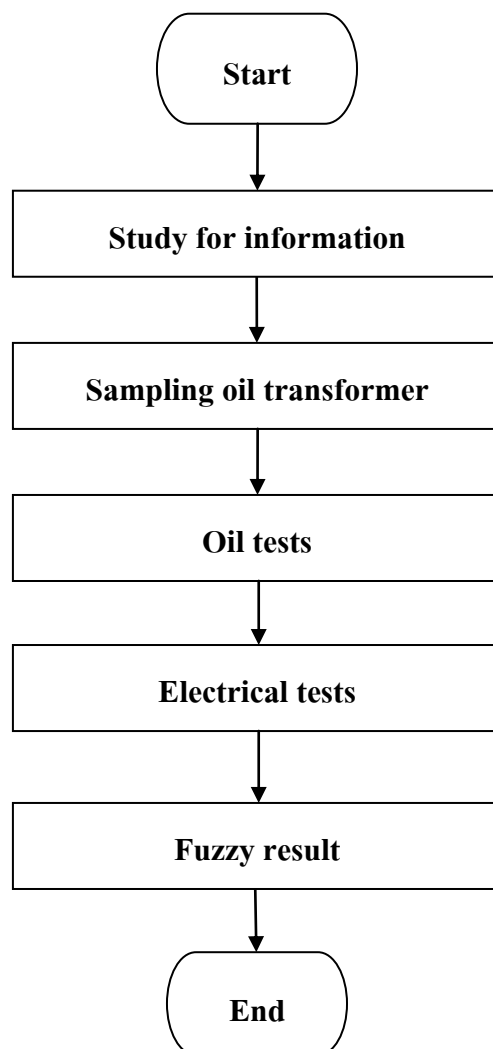 Start
Study for information
Sampling oil transformer
Oil tests
Electrical tests
Fuzzy result
End